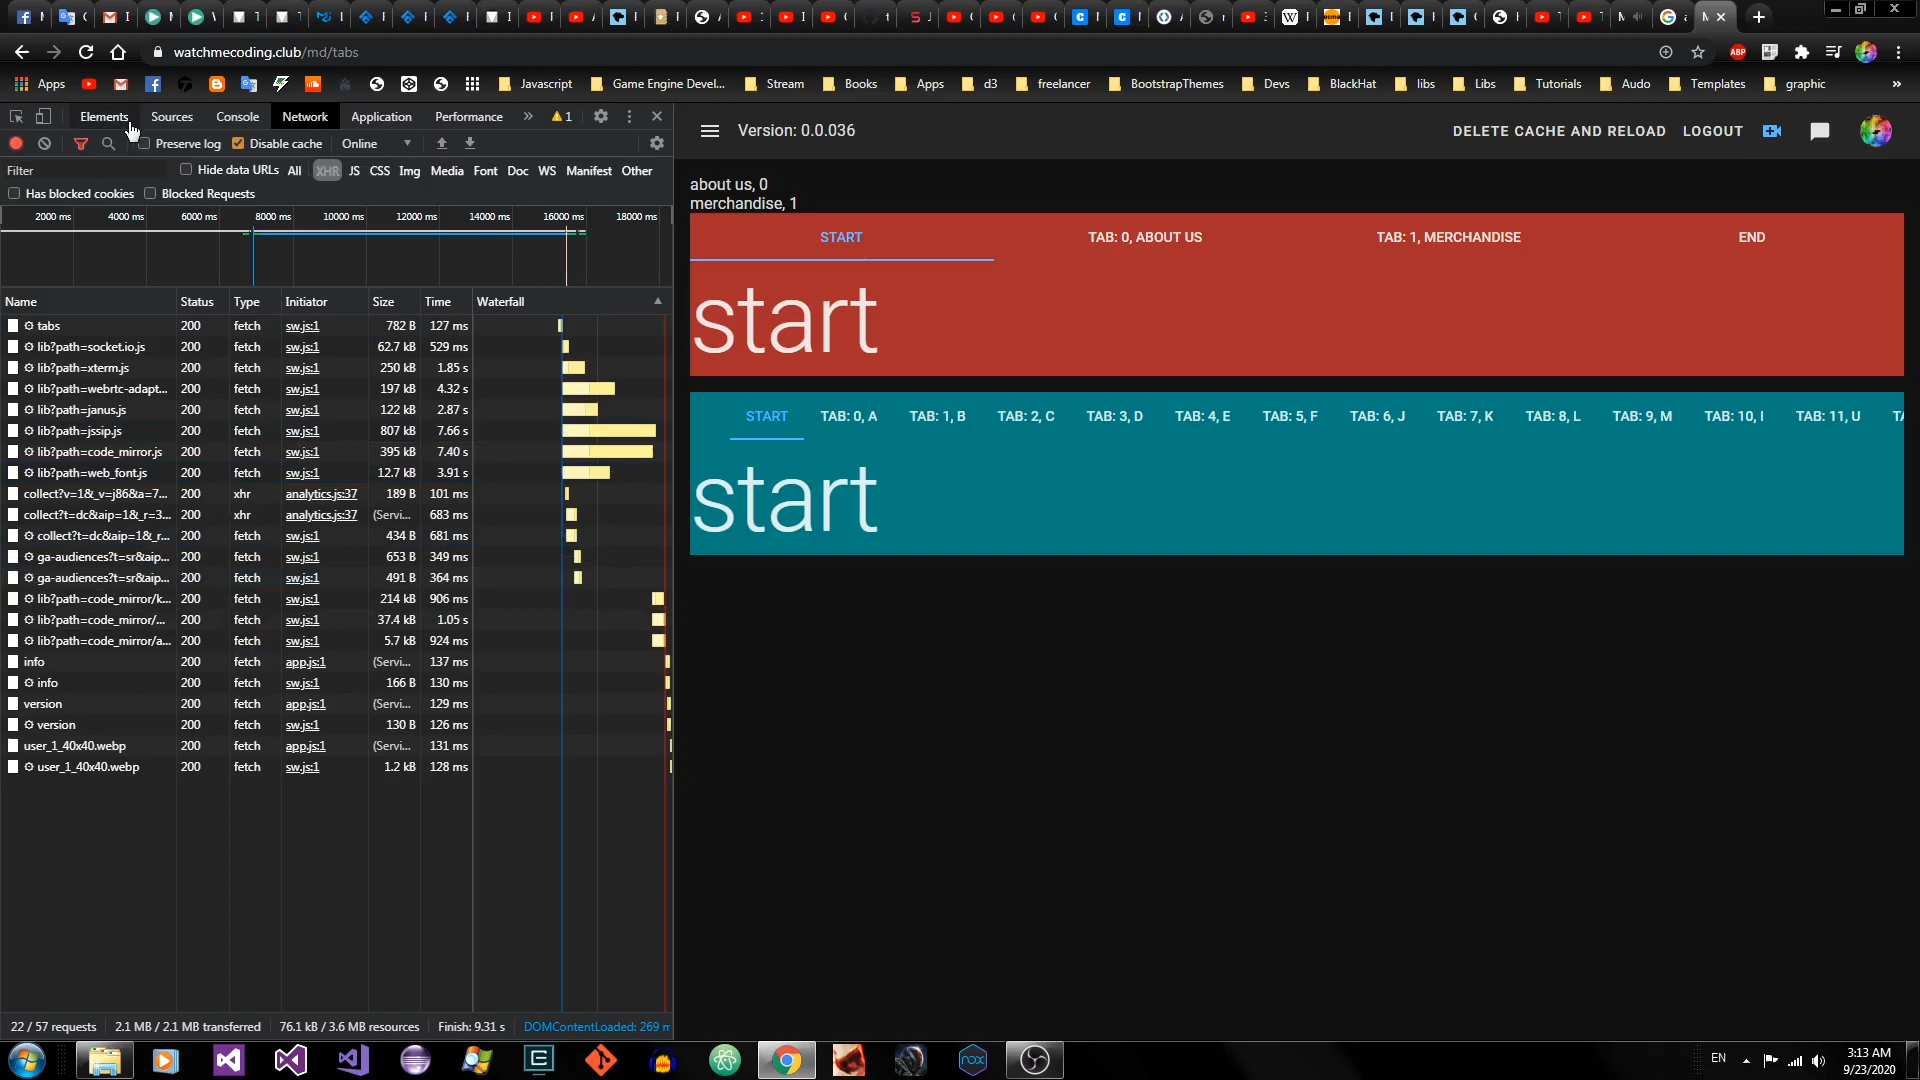 watchmecoding.club/md/tabs
Apps
Javascript
Game Engine Devel...
Stream
Books
Apps
d3
freelancer
BootstrapThemes
Devs
BlackHat
libs
Libs
Tutorials
Audo
Templates
graphic
»
Elements Sources Console Network Application Performance » 1
Preserve log Disable cache Online
Filter Hide data URLs All XHR JS CSS Img Media Font Doc WS Manifest Other
Has blocked cookies Blocked Requests
2000 ms 4000 ms 6000 ms 8000 ms 10000 ms 12000 ms 14000 ms 16000 ms 18000 ms
Name Status Type Initiator Size Time Waterfall
tabs 200 fetch sw.js:1 782 B 127 ms
lib?path=socket.io.js 200 fetch sw.js:1 62.7 kB 529 ms
lib?path=xterm.js 200 fetch sw.js:1 250 kB 1.85 s
lib?path=webrtc-adapt... 200 fetch sw.js:1 197 kB 4.32 s
lib?path=janus.js 200 fetch sw.js:1 122 kB 2.87 s
lib?path=jssip.js 200 fetch sw.js:1 807 kB 7.66 s
lib?path=code_mirror.js 200 fetch sw.js:1 395 kB 7.40 s
lib?path=web_font.js 200 fetch sw.js:1 12.7 kB 3.91 s
collect?v=1&_v=j86&a=7... 200 xhr analytics.js:37 189 B 101 ms
collect?t=dc&aip=1&_r=3... 200 xhr analytics.js:37 (Servi... 683 ms
collect?t=dc&aip=1&_r... 200 fetch sw.js:1 434 B 681 ms
ga-audiences?t=sr&aip... 200 fetch sw.js:1 653 B 349 ms
ga-audiences?t=sr&aip... 200 fetch sw.js:1 491 B 364 ms
lib?path=code_mirror/k... 200 fetch sw.js:1 214 kB 906 ms
lib?path=code_mirror/... 200 fetch sw.js:1 37.4 kB 1.05 s
lib?path=code_mirror/a... 200 fetch sw.js:1 5.7 kB 924 ms
info 200 fetch app.js:1 (Servi... 137 ms
info 200 fetch sw.js:1 166 B 130 ms
version 200 fetch app.js:1 (Servi... 129 ms
version 200 fetch sw.js:1 130 B 126 ms
user_1_40x40.webp 200 fetch app.js:1 (Servi... 131 ms
user_1_40x40.webp 200 fetch sw.js:1 1.2 kB 128 ms
22 / 57 requests 2.1 MB / 2.1 MB transferred 76.1 kB / 3.6 MB resources Finish: 9.31 s DOMContentLoaded: 269 m
Version: 0.0.036
DELETE CACHE AND RELOAD LOGOUT
about us, 0
merchandise, 1
START TAB: 0, ABOUT US TAB: 1, MERCHANDISE END
start
START TAB: 0, A TAB: 1, B TAB: 2, C TAB: 3, D TAB: 4, E TAB: 5, F TAB: 6, J TAB: 7, K TAB: 8, L TAB: 9, M TAB: 10, I TAB: 11, U
start
nox
EN
3:13 AM
9/23/2020